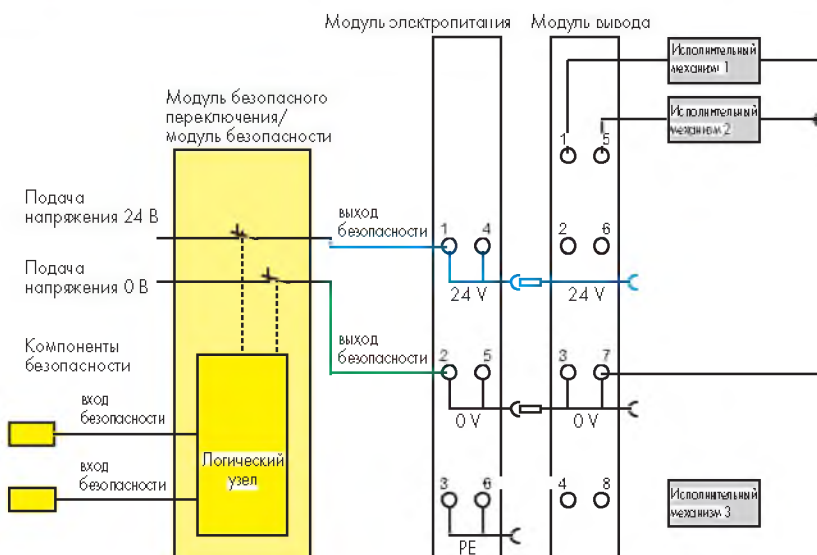 Модуль электропитания
Модуль вывода
Исполнительный
механизм 1
Исполнительный
механизм 2
Модуль безопасного
переключения/
модуль безопасности
1 5
Подача
напряжения 24 В
выход
безопасности
1 4
2 6
Подача
напряжения 0 В
24 V
24 V
Компоненты
безопасности
выход
безопасности
2 5
3 7
вход
безопасности
0 V
0 V
вход
безопасности
Логический
узел
3 6
4 8
Исполнительный
механизм 3
PE